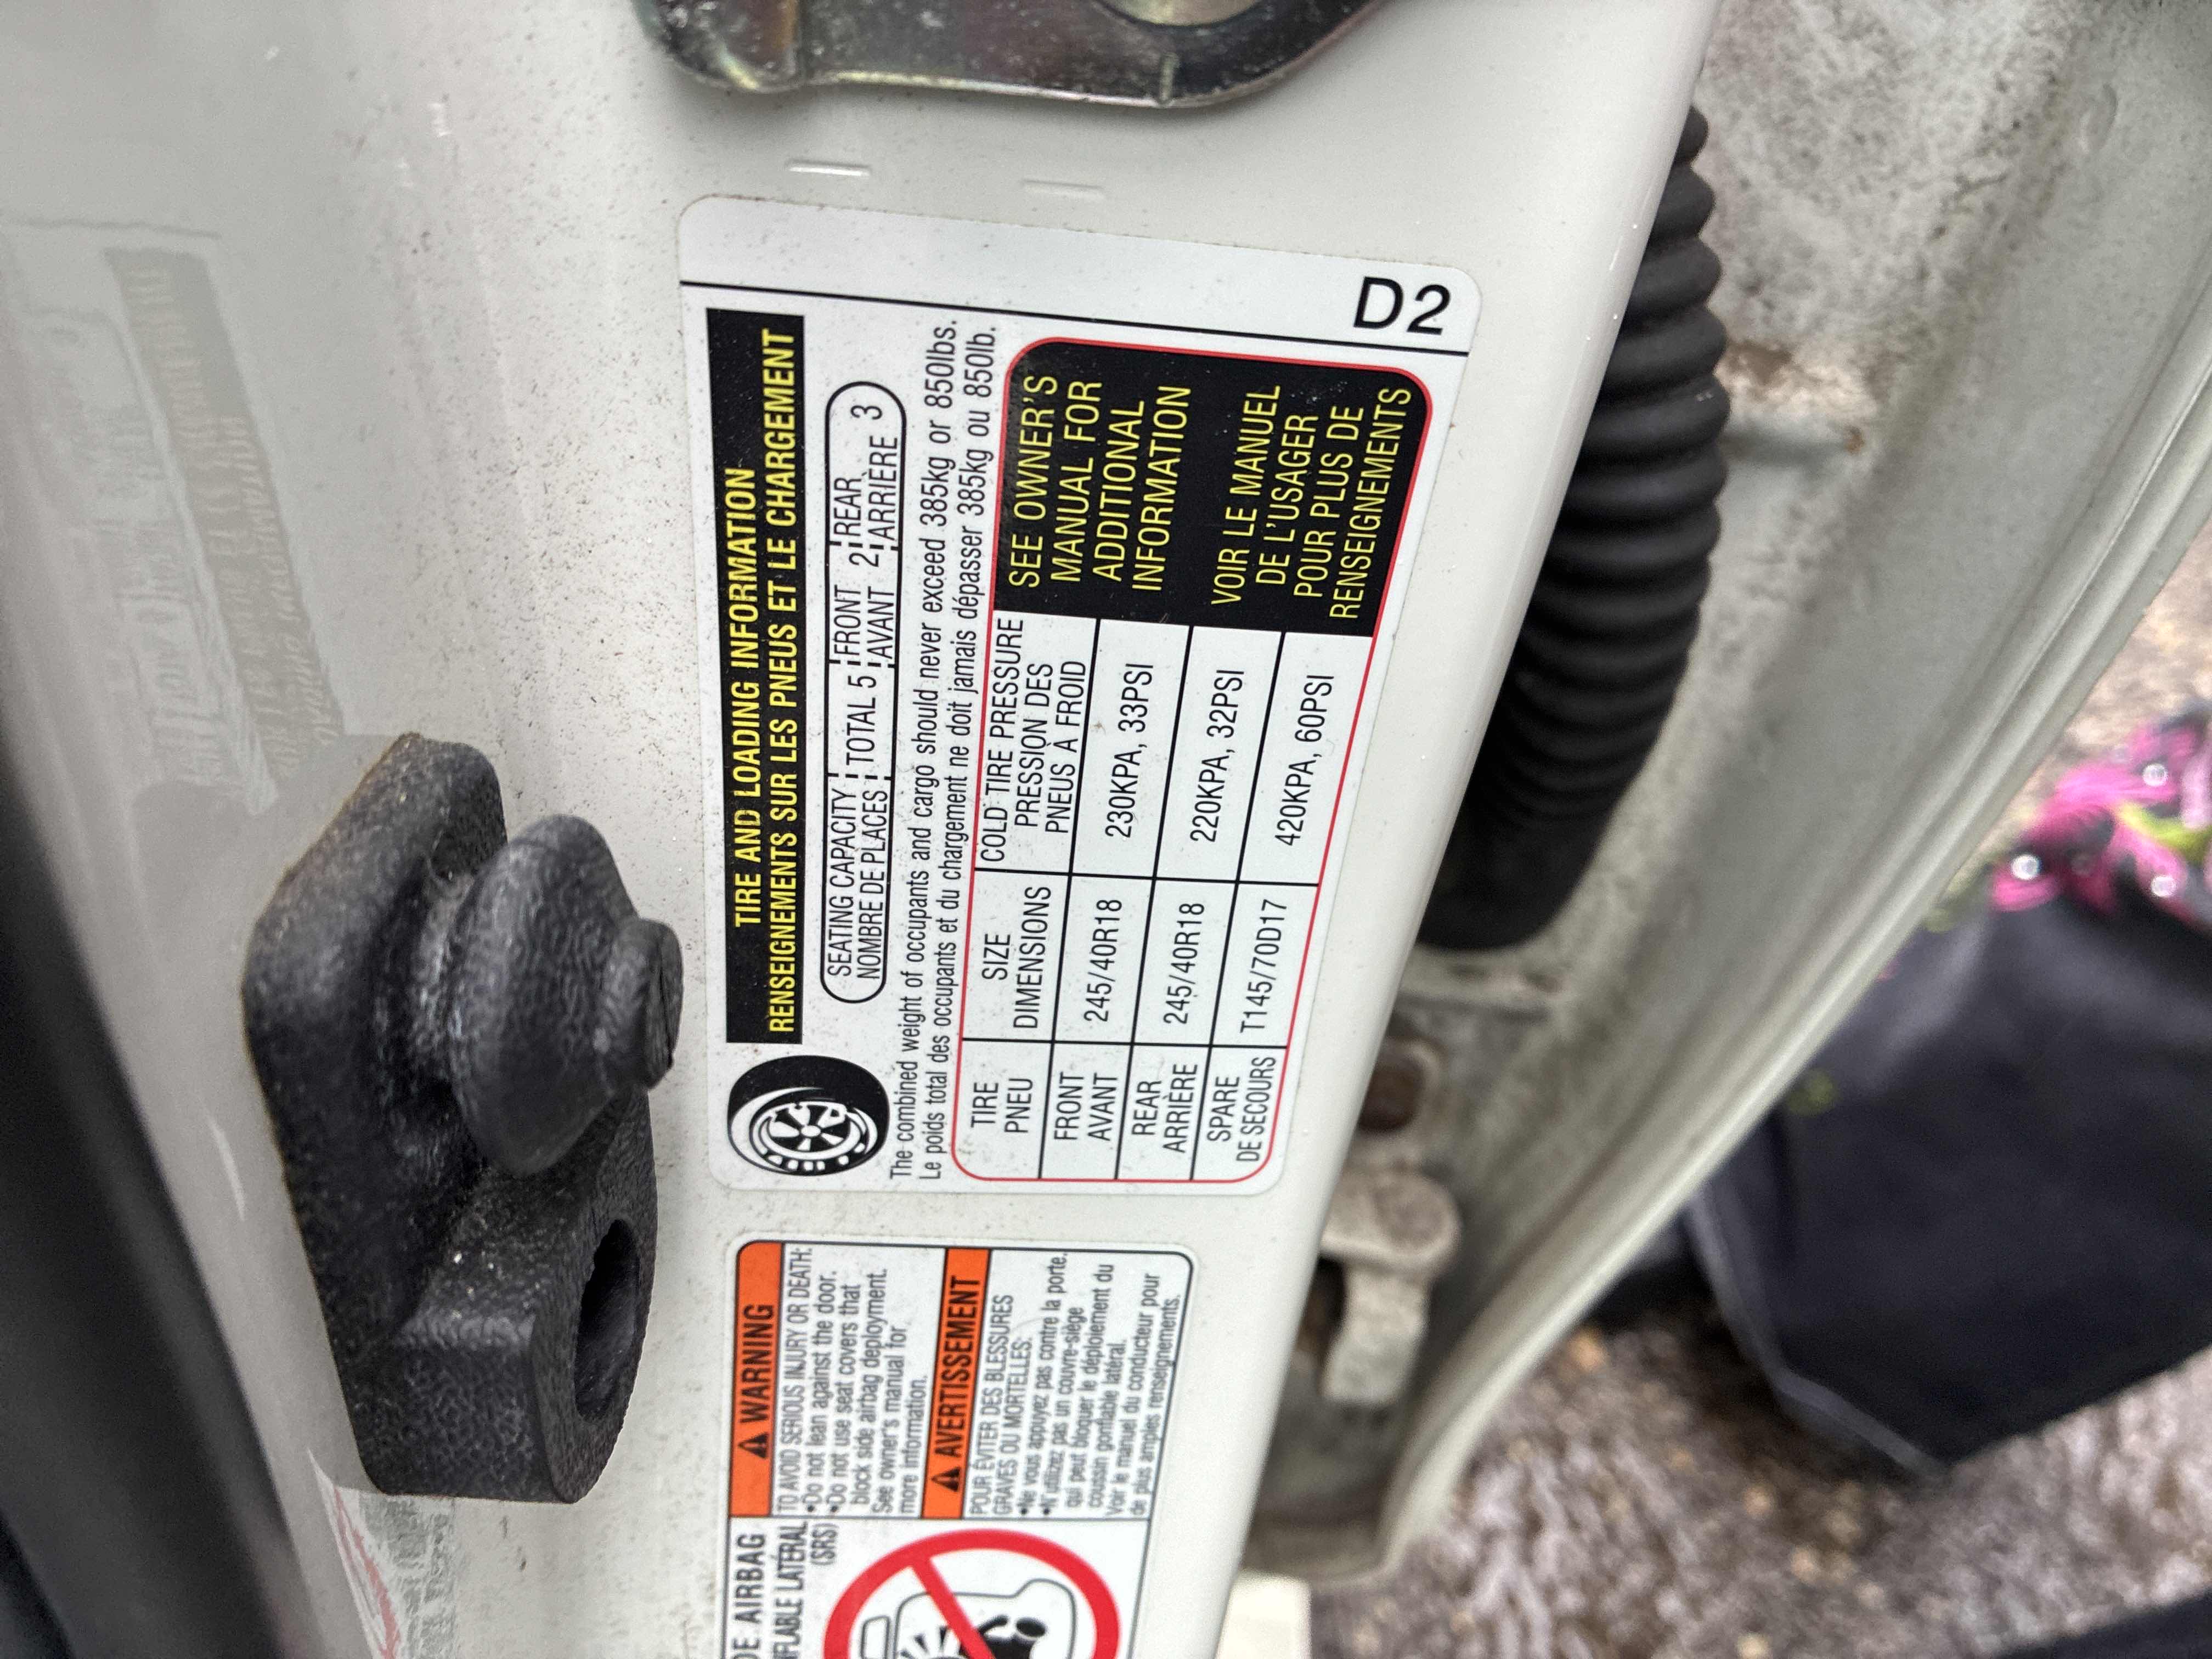 D2
TIRE AND LOADING INFORMATION
RENSEIGNEMENTS SUR LES PNEUS ET LE CHARGEMENT
SEATING CAPACITY TOTAL 5 FRONT 2 REAR 3
NOMBRE DE PLACES AVANT ARRIÈRE
The combined weight of occupants and cargo should never exceed 385kg or 850lbs.
Le poids total des occupants et du chargement ne doit jamais dépasser 385kg ou 850lb.
TIRE SIZE COLD TIRE PRESSURE
PNEU DIMENSIONS PRESSION DES
PNEUS A FROID
FRONT
AVANT 245/40R18 230KPA, 33PSI
REAR
ARRIÈRE 245/40R18 220KPA, 32PSI
SPARE
DE SECOURS T145/70D17 420KPA, 60PSI
SEE OWNER'S
MANUAL FOR
ADDITIONAL
INFORMATION
VOIR LE MANUEL
DE L'USAGER
POUR PLUS DE
RENSEIGNEMENTS
DE AIRBAG
LATÉRAL
(SRS)
WARNING
TO AVOID SERIOUS INJURY OR DEATH:
•Do not lean against the door.
•Do not use seat covers that
block side airbag deployment.
See owner's manual for
more information.
AVERTISSEMENT
POUR ÉVITER DES BLESSURES
GRAVES OU MORTELLES:
•Ne vous appuyez pas contre la porte.
•N'utilizez pas un couvre-siège
qui peut bloquer le déploiement du
coussin gonflable latéral.
Voir le manuel du conducteur pour
de plus amples renseignements.